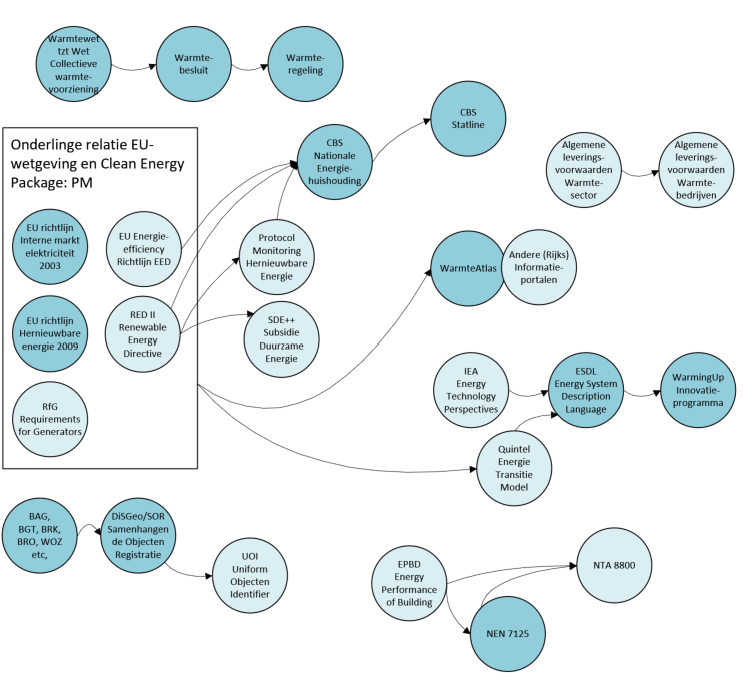 Warmtewet
tzt Wet
Collectieve
warmte-
voorziening
Warmte-
besluit
Warmte-
regeling
CBS
Statline
Onderlinge relatie EU-
wetgeving en Clean Energy
Package: PM
CBS
Nationale
Energie-
huishouding
Algemene
leverings-
voorwaarden
Warmte-
sector
Algemene
leverings-
voorwaarden
Warmte-
bedrijven
EU richtlijn
Interne markt
elektriciteit
2003
EU Energie-
efficiency
Richtlijn EED
Protocol
Monitoring
Hernieuwbare
Energie
WarmteAtlas
Andere (Rijks)
Informatie-
portalen
EU richtlijn
Hernieuwbare
energie 2009
RED II
Renewable
Energy
Directive
SDE++
Subsidie
Duurzame
Energie
RfG
Requirements
for Generators
IEA
Energy
Technology
Perspectives
ESDL
Energy System
Description
Language
WarmingUp
Innovatie-
programma
Quintel
Energie
Transitie
Model
BAG,
BGT, BRK,
BRO, WOZ
etc,
DiSGeo/SOR
Samenhangen
de Objecten
Registratie
UOI
Uniform
Objecten
Identifier
EPBD
Energy
Performance
of Building
NTA 8800
NEN 7125